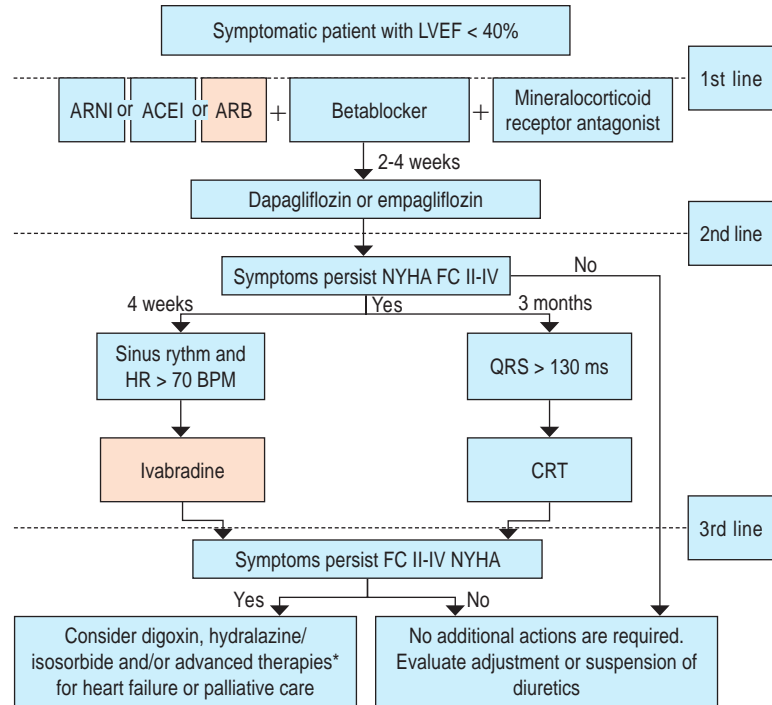 Symptomatic patient with LVEF < 40%
1st line
ARNI or ACEI or ARB + Betablocker + Mineralocorticoid
receptor antagonist
2-4 weeks
Dapagliflozin or empagliflozin
2nd line
Symptoms persist NYHA FC II-IV
No
Yes
4 weeks
3 months
Sinus rythm and
HR > 70 BPM
QRS > 130 ms
Ivabradine
CRT
3rd line
Symptoms persist FC II-IV NYHA
Yes
No
Consider digoxin, hydralazine/
isosorbide and/or advanced therapies*
for heart failure or palliative care
No additional actions are required.
Evaluate adjustment or suspension of
diuretics